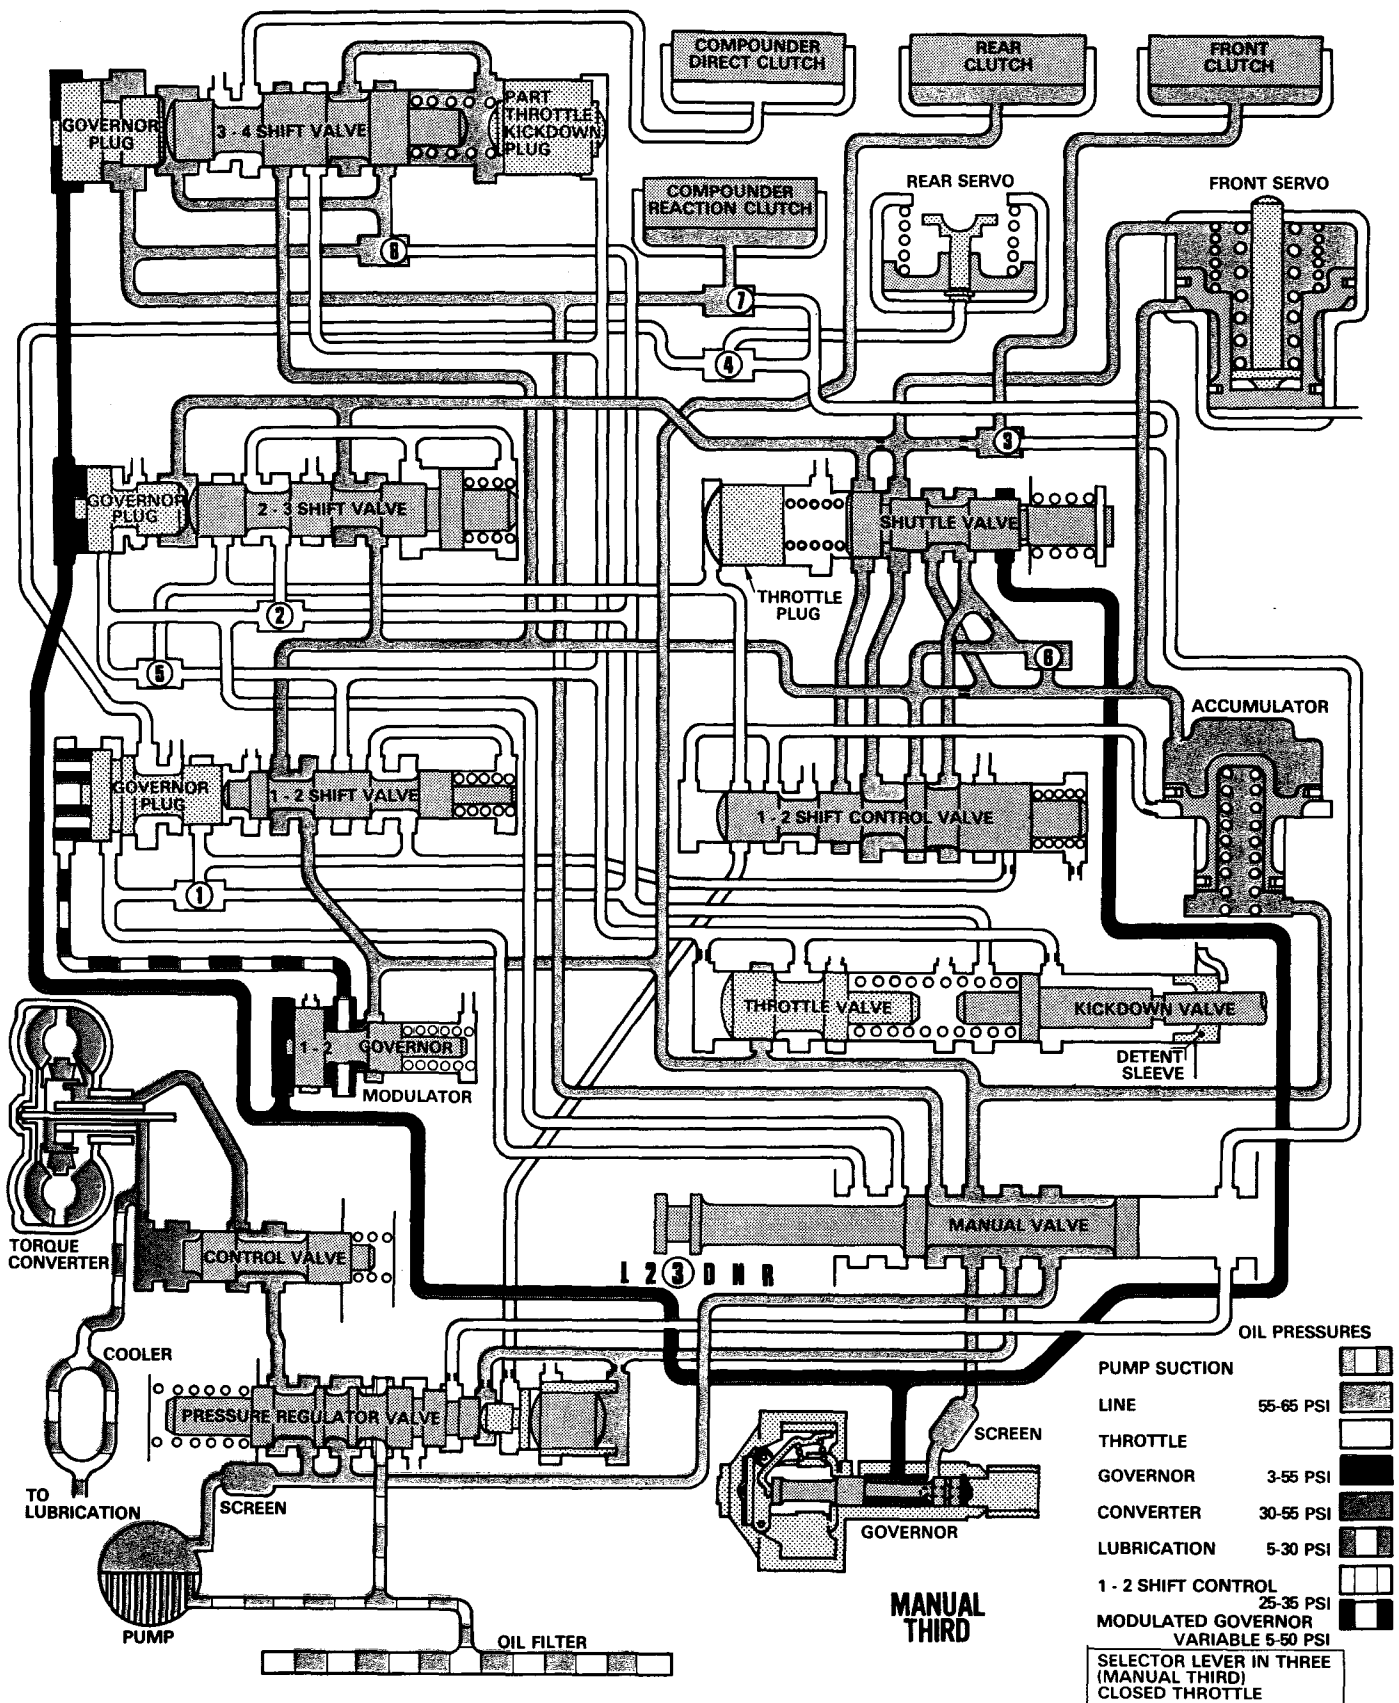 COMPOUNDER
DIRECT CLUTCH
REAR
CLUTCH
FRONT
CLUTCH
GOVERNOR
PLUG
3 - 4 SHIFT VALVE
PART
THROTTLE
KICKDOWN
PLUG
COMPOUNDER
REACTION CLUTCH
REAR SERVO
FRONT SERVO
6
7
4
3
GOVERNOR
PLUG
2 - 3 SHIFT VALVE
SHUTTLE VALVE
THROTTLE
PLUG
2
5
6
ACCUMULATOR
GOVERNOR
PLUG
1 - 2 SHIFT VALVE
1 - 2 SHIFT CONTROL VALVE
1
THROTTLE VALVE
KICKDOWN VALVE
DETENT
SLEEVE
1 - 2 GOVERNOR
MODULATOR
TORQUE
CONVERTER
CONTROL VALVE
MANUAL VALVE
L 2 3 D N R
COOLER
PRESSURE REGULATOR VALVE
SCREEN
TO
LUBRICATION
SCREEN
GOVERNOR
PUMP
OIL FILTER
MANUAL
THIRD
OIL PRESSURES
PUMP SUCTION
LINE 55-65 PSI
THROTTLE
GOVERNOR 3-55 PSI
CONVERTER 30-55 PSI
LUBRICATION 5-30 PSI
1 - 2 SHIFT CONTROL
25-35 PSI
MODULATED GOVERNOR
VARIABLE 5-50 PSI
SELECTOR LEVER IN THREE
(MANUAL THIRD)
CLOSED THROTTLE